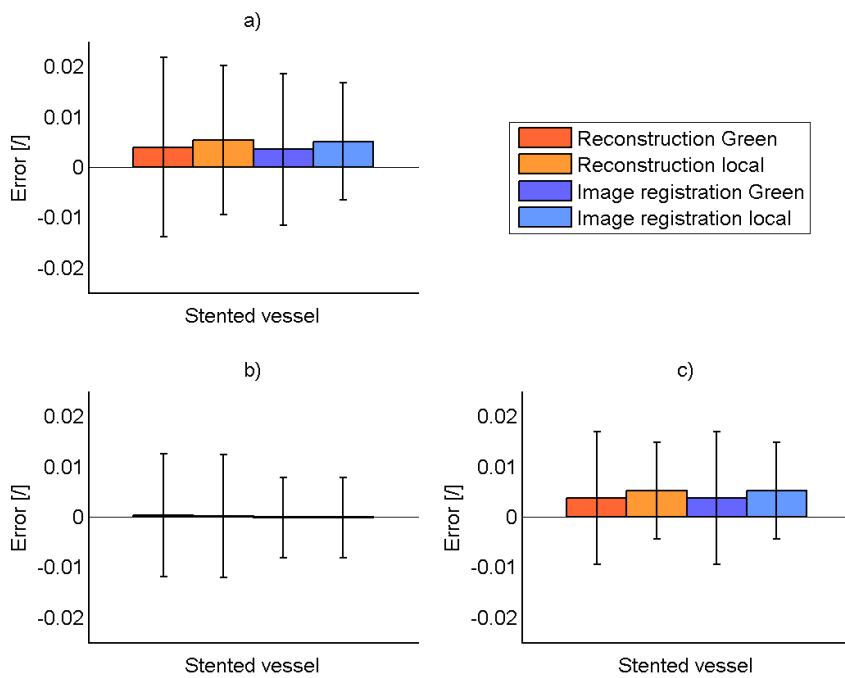 a)
0.02
0.01
0
-0.01
-0.02
Error [/]
Stented vessel
Reconstruction Green
Reconstruction local
Image registration Green
Image registration local
b)
0.02
0.01
0
-0.01
-0.02
Error [/]
Stented vessel
c)
0.02
0.01
0
-0.01
-0.02
Error [/]
Stented vessel